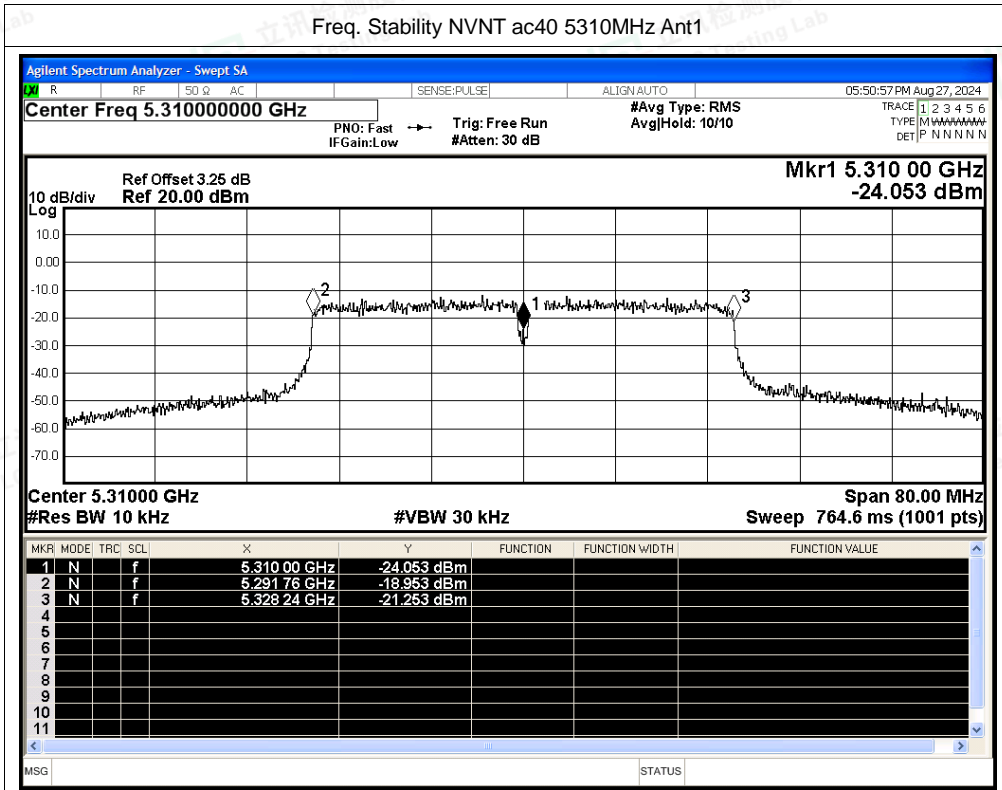 Freq. Stability NVNT ac40 5310MHz Ant1
Agilent Spectrum Analyzer - Swept SA
LXI R RF 50 Ω AC SENSE:PULSE ALIGN AUTO 05:50:57 PM Aug 27, 2024
Center Freq 5.310000000 GHz #Avg Type: RMS TRACE 1 2 3 4 5 6
PNO: Fast Trig: Free Run Avg|Hold: 10/10 TYPE M WWWWW
IFGain:Low #Atten: 30 dB DET P N N N N N
Mkr1 5.310 00 GHz
Ref Offset 3.25 dB
10 dB/div Ref 20.00 dBm -24.053 dBm
Log
10.0
0.00
-10.0
2
1
3
-20.0
-30.0
-40.0
-50.0
-60.0
-70.0
Center 5.31000 GHz Span 80.00 MHz
#Res BW 10 kHz #VBW 30 kHz Sweep 764.6 ms (1001 pts)
MKR MODE TRC SCL X Y FUNCTION FUNCTION WIDTH FUNCTION VALUE
1 N f 5.310 00 GHz -24.053 dBm
2 N f 5.291 76 GHz -18.953 dBm
3 N f 5.328 24 GHz -21.253 dBm
4
5
6
7
8
9
10
11
MSG STATUS